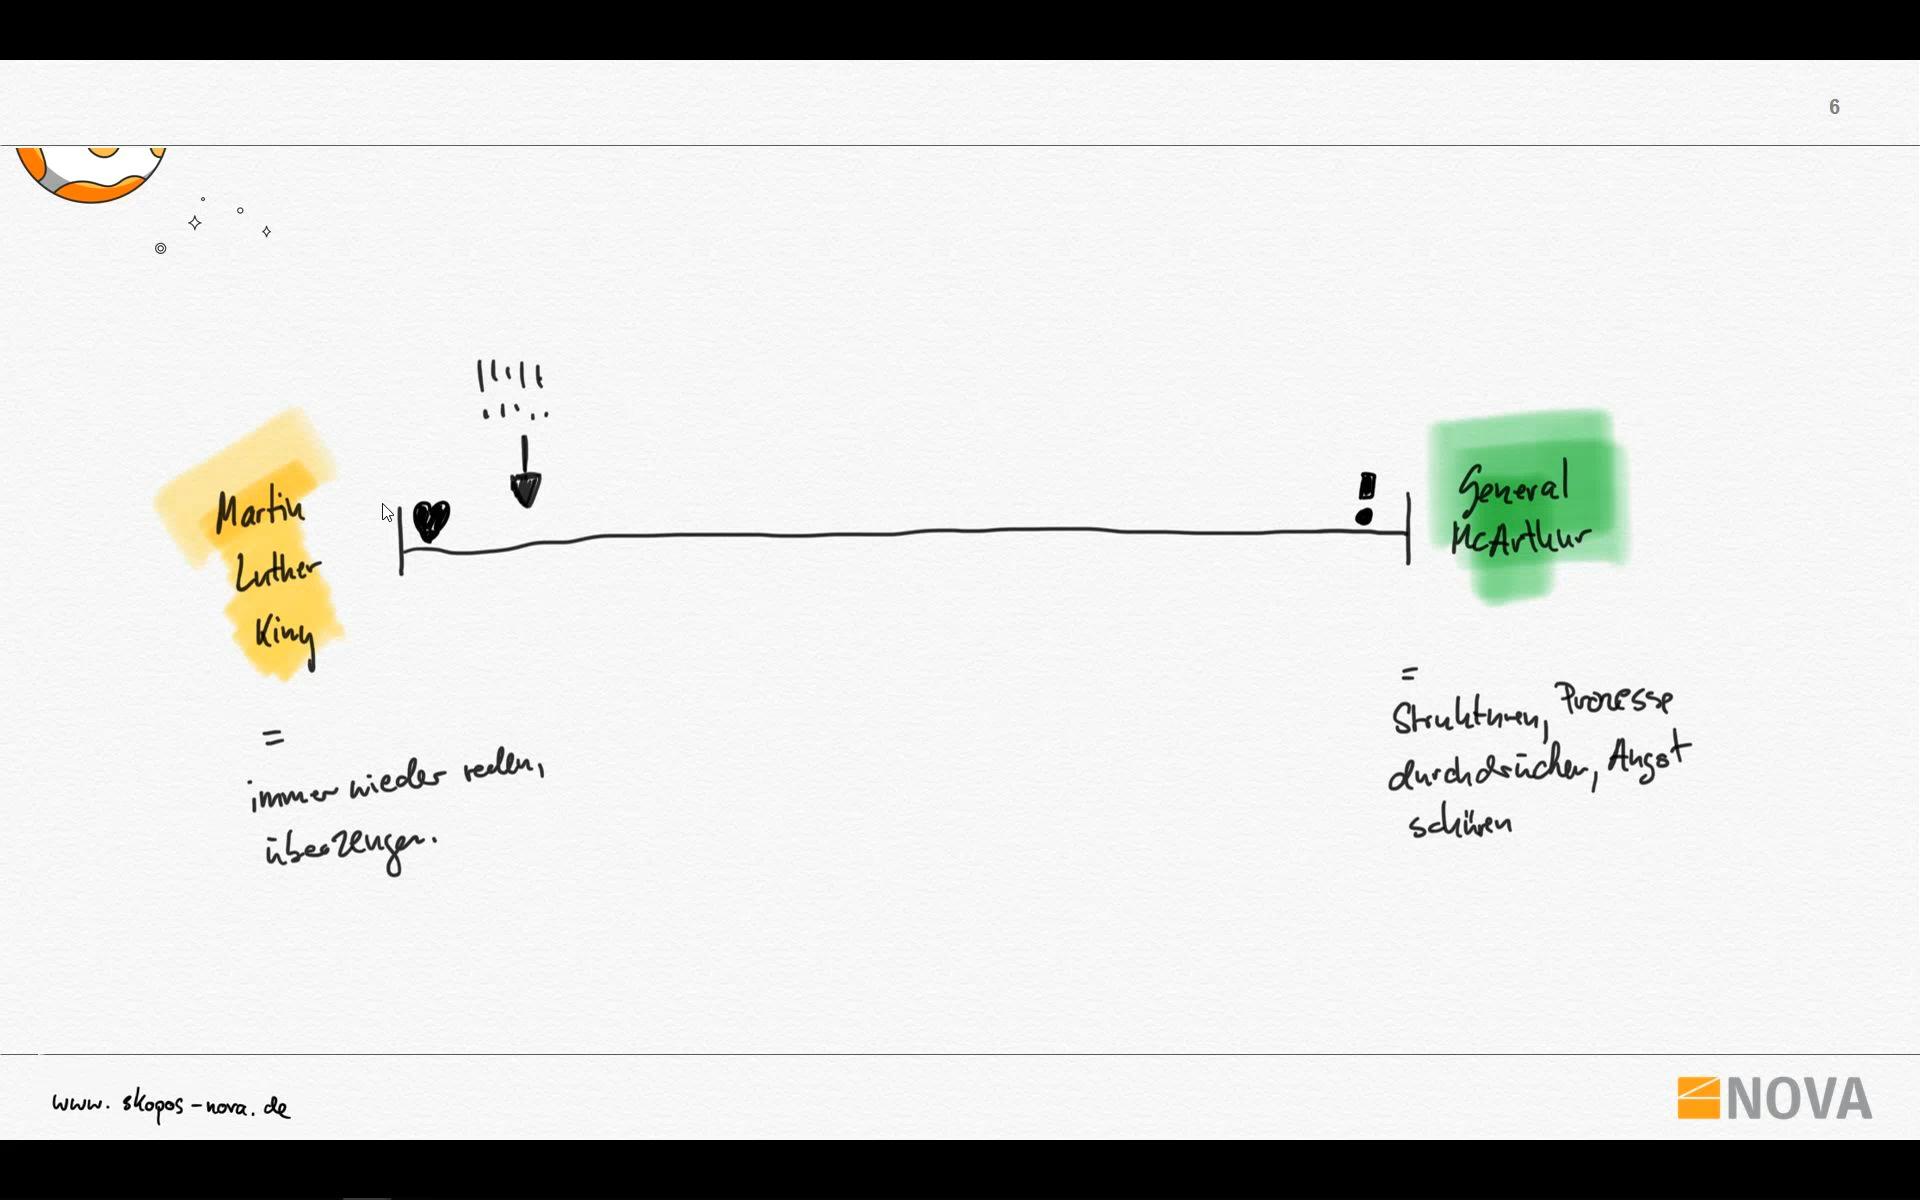 6
!!!!!
Martin
Luther
King
!
General
McArthur
=
immer wieder reden,
überzeugen.
=
Strukturen, Prozesse
durchdrücken, Angst
schüren
www.skopos-nova.de
NOVA